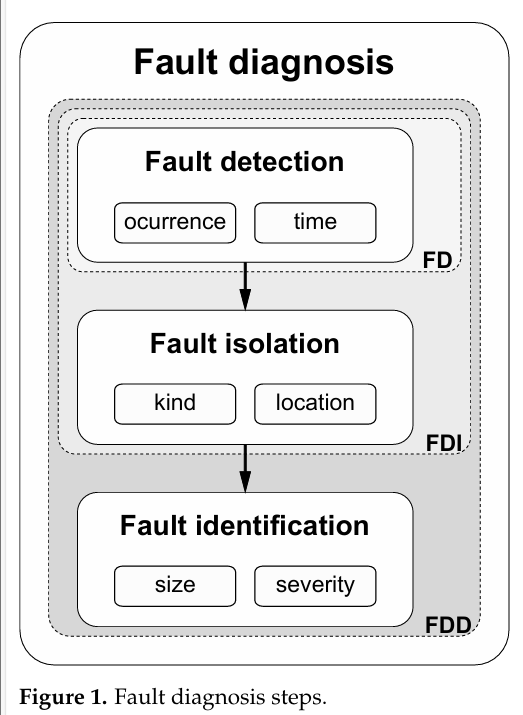 Fault diagnosis
Fault detection
ocurrence time
FD
Fault isolation
kind location
FDI
Fault identification
size severity
FDD
Figure 1. Fault diagnosis steps.